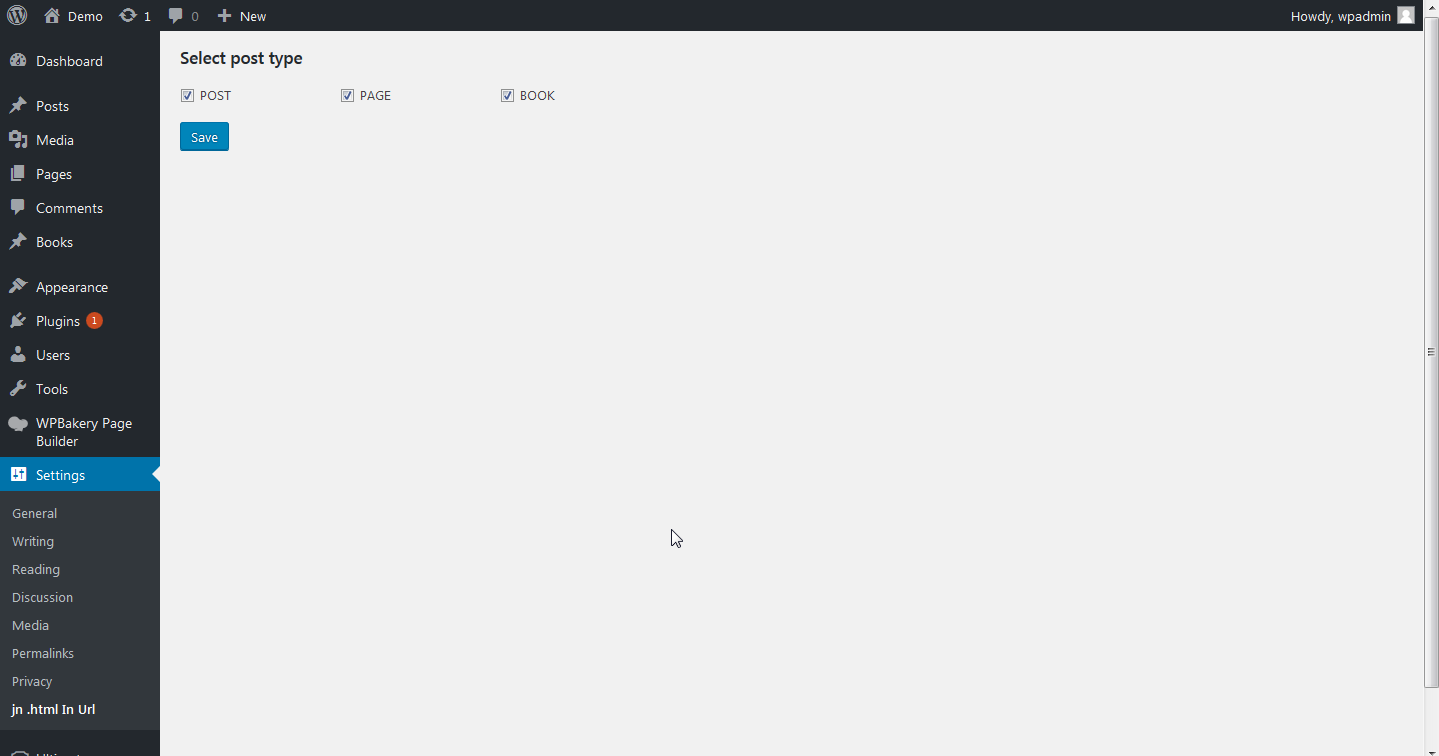 Demo 1 0 New Howdy, wpadmin
Dashboard
Posts
Media
Pages
Comments
Books
Appearance
Plugins 1
Users
Tools
WPBakery Page
Builder
Settings
General
Writing
Reading
Discussion
Media
Permalinks
Privacy
jn .html In Url
Select post type
POST PAGE BOOK
Save